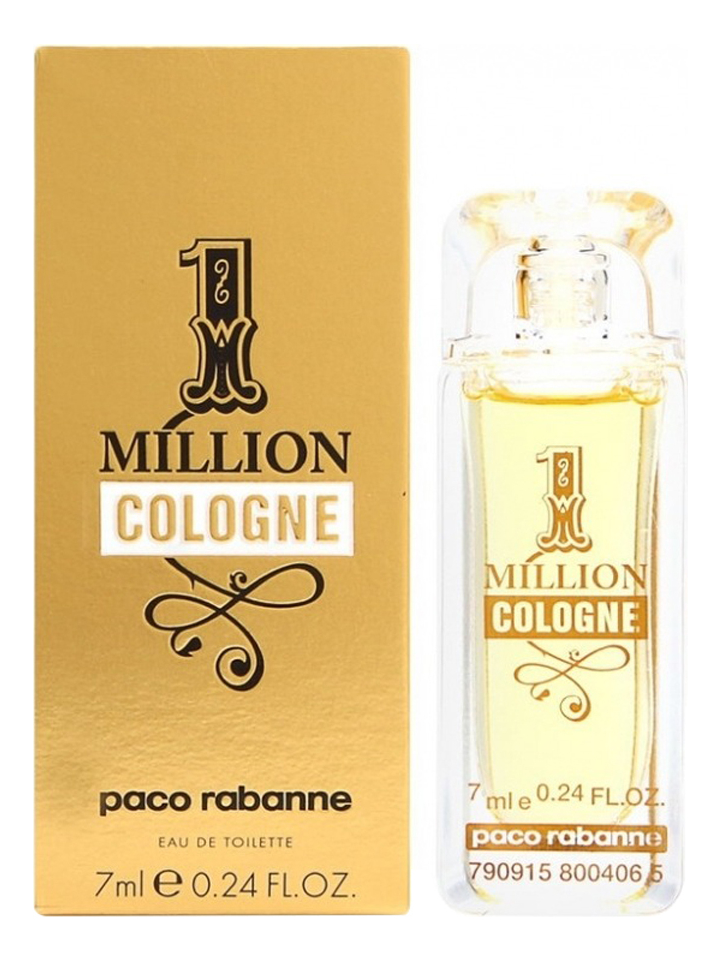 1
MILLION
COLOGNE
paco rabanne
EAU DE TOILETTE
7ml e 0.24 FL.OZ.
1
MILLION
COLOGNE
7 ml e 0.24 FL.OZ.
paco rabanne
790915 800406 5